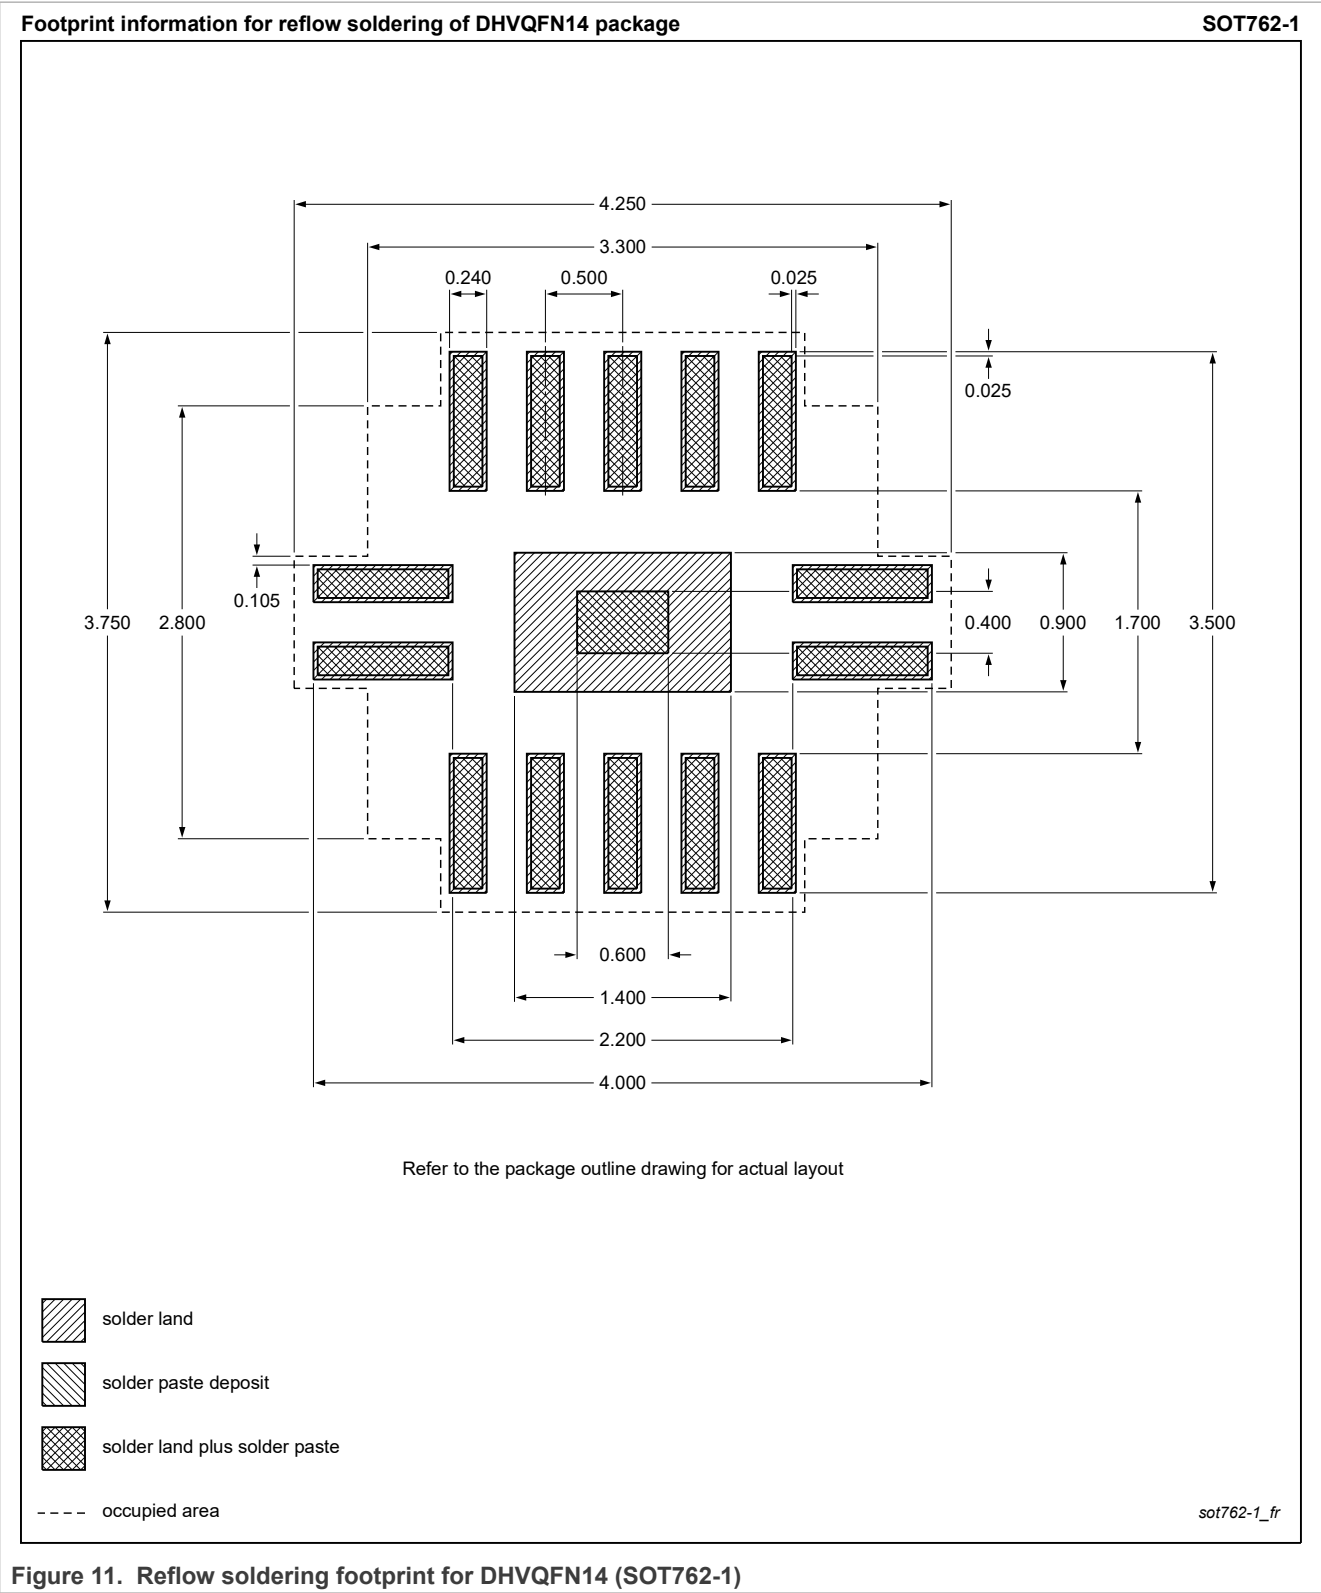 Footprint information for reflow soldering of DHVQFN14 package SOT762-1
4.250
3.300
0.240 0.500 0.025
0.025
0.105
3.750 2.800 0.400 0.900 1.700 3.500
0.600
1.400
2.200
4.000
Refer to the package outline drawing for actual layout
solder land
solder paste deposit
solder land plus solder paste
occupied area sot762-1_fr
Figure 11. Reflow soldering footprint for DHVQFN14 (SOT762-1)